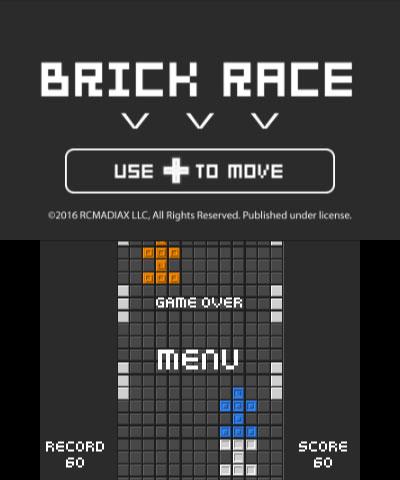 BRICK RACE
USE TO MOVE
©2016 RCMADIAX LLC, All Rights Reserved. Published under license.
GAME OVER
MENU
RECORD
60
SCORE
60